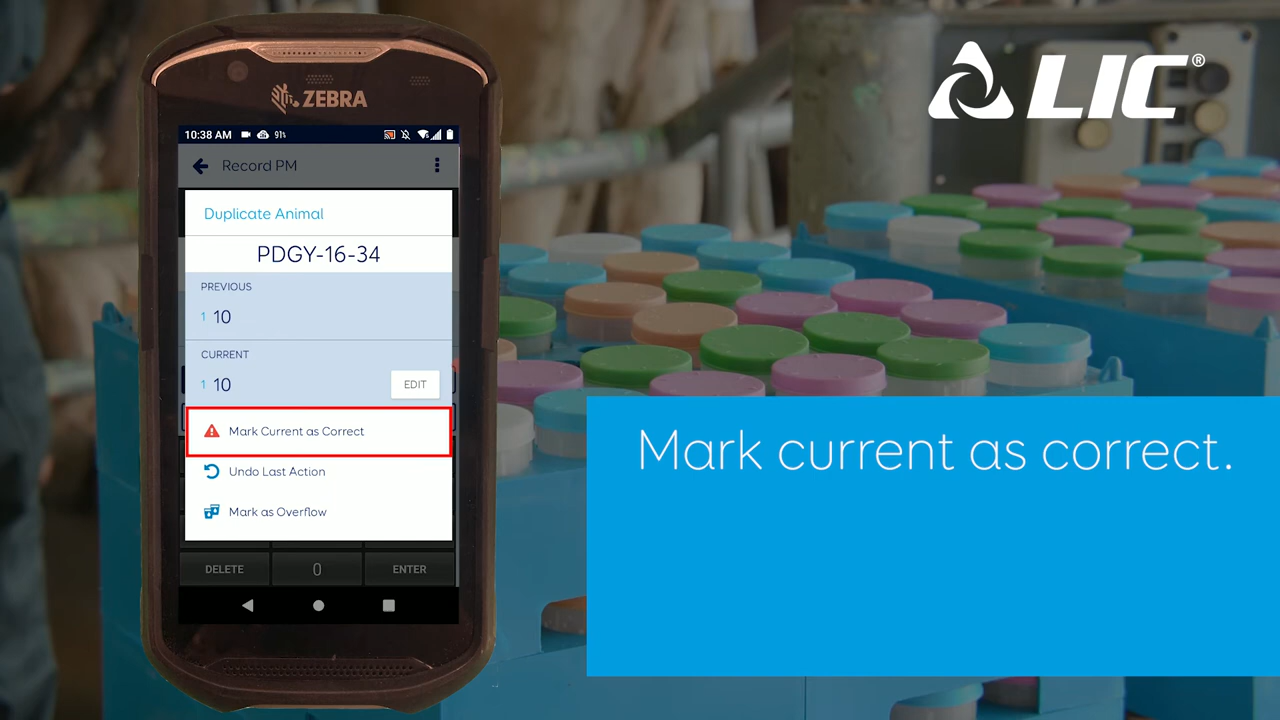 ZEBRA
10:38 AM 91%
Record PM
Duplicate Animal
PDGY-16-34
PREVIOUS
1 10
CURRENT
1 10
EDIT
Mark Current as Correct
Undo Last Action
Mark as Overflow
DELETE 0 ENTER
LIC®
Mark current as correct.